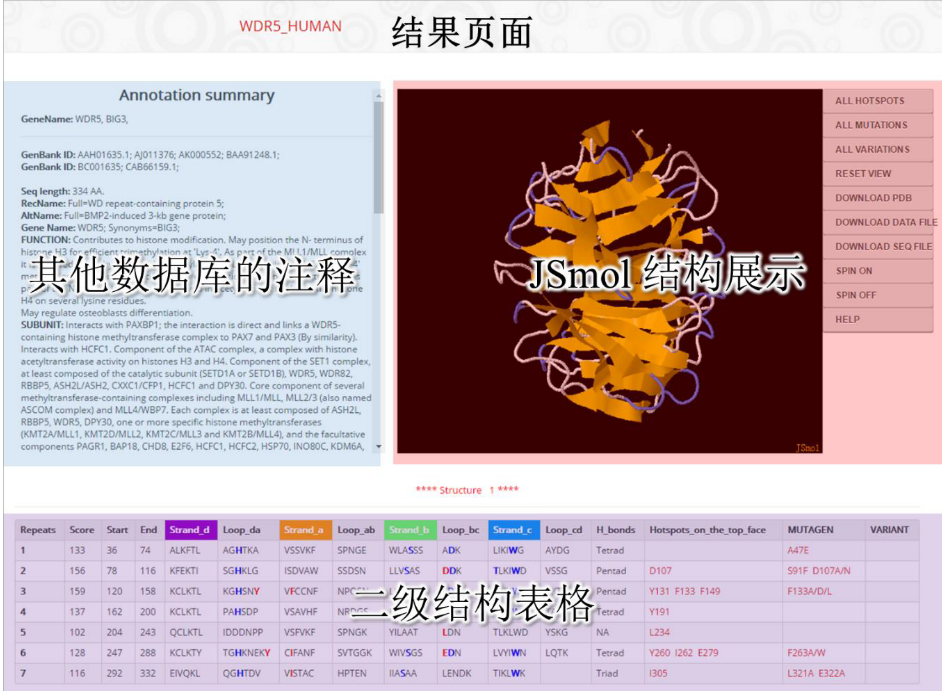 WDR5_HUMAN
结果页面
Annotation summary
GeneName: WDR5, BIG3,
GenBank ID: AAH01635.1; AJ011376; AK000552; BAA91248.1;
GenBank ID: BC001635; CAB66159.1;
Seq length: 334 AA.
RecName: Full=WD repeat-containing protein 5;
AltName: Full=BMP2-induced 3-kb gene protein;
Gene Name: WDR5; Synonyms=BIG3;
FUNCTION: Contributes to histone modification. May position the N- terminus of
histone H3 for efficient trimethylation at 'Lys-4'. As part of the MLL1/MLL complex
it
其他数据库的注释
H4 on several lysine residues.
May regulate osteoblasts differentiation.
SUBUNIT: Interacts with PAXBP1; the interaction is direct and links a WDR5-
containing histone methyltransferase complex to PAX7 and PAX3 (By similarity).
Interacts with HCFC1. Component of the ATAC complex, a complex with histone
acetyltransferase activity on histones H3 and H4. Component of the SET1 complex,
at least composed of the catalytic subunit (SETD1A or SETD1B), WDR5, WDR82,
RBBP5, ASH2L/ASH2, CXXC1/CFP1, HCFC1 and DPY30. Core component of several
methyltransferase-containing complexes including MLL1/MLL, MLL2/3 (also named
ASCOM complex) and MLL4/WBP7. Each complex is at least composed of ASH2L,
RBBP5, WDR5, DPY30, one or more specific histone methyltransferases
(KMT2A/MLL1, KMT2D/MLL2, KMT2C/MLL3 and KMT2B/MLL4), and the facultative
components PAGR1, BAP18, CHD8, E2F6, HCFC1, HCFC2, HSP70, INO80C, KDM6A,
JSmol 结构展示
JSmol
ALL HOTSPOTS
ALL MUTATIONS
ALL VARIATIONS
RESET VIEW
DOWNLOAD PDB
DOWNLOAD DATA FILE
DOWNLOAD SEQ FILE
SPIN ON
SPIN OFF
HELP
**** Structure 1 ****
Repeats Score Start End Strand_d Loop_da Strand_a Loop_ab Strand_b Loop_bc Strand_c Loop_cd H_bonds Hotspots_on_the_top_face MUTAGEN VARIANT
1 133 36 74 ALKFTL AGHTKA VSSVKF SPNGE WLASSS ADK LIKIWG AYDG Tetrad A47E
2 156 78 116 KFEKTI SGHKLG ISDVAW SSDSN LLVSAS DDK TLKIWD VSSG Pentad D107 S91F D107A/N
3 159 120 158 KCLKTL KGHSNY VFCCNF Pentad Y131 F133 F149 F133A/D/L
二级结构表格
4 137 162 200 KCLKTL PAHSDP VSAVHF Tetrad Y191
5 102 204 243 QCLKTL IDDDNPP VSFVKF SPNGK YILAAT LDN TLKLWD YSKG NA L234
6 128 247 288 KCLKTY TGHKNEKY CIFANF SVTGGK WIVSGS EDN LVYIWN LQTK Tetrad Y260 I262 E279 F263A/W
7 116 292 332 EIVQKL QGHTDV VISTAC HPTEN IIASAA LENDK TIKLWK Triad I305 L321A E322A